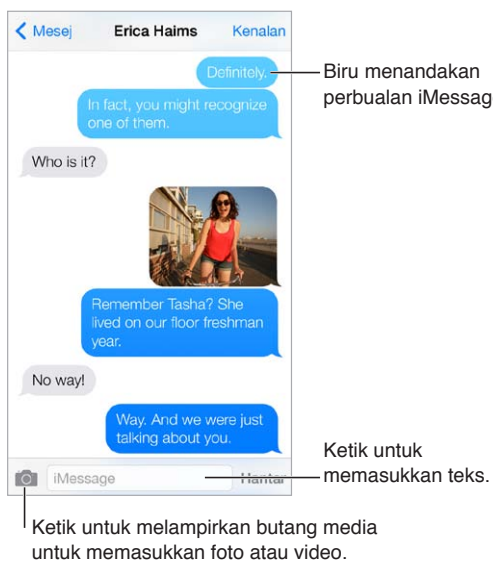 Mesej Erica Haims Kenalan
Definitely.
Biru menandakan
perbualan iMessag
In fact, you might recognize
one of them.
Who is it?
Remember Tasha? She
lived on our floor freshman
year.
No way!
Way. And we were just
talking about you.
Ketik untuk
memasukkan teks.
iMessage Hantar
Ketik untuk melampirkan butang media
untuk memasukkan foto atau video.